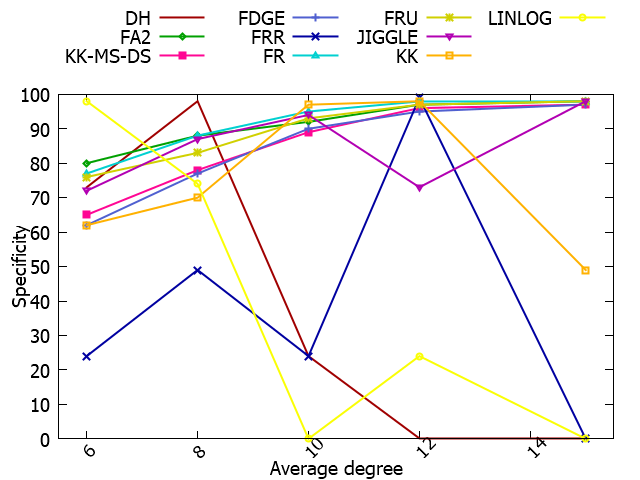 DH FDGE FRU LINLOG
FA2 FRR JIGGLE
KK-MS-DS FR KK
100
90
80
70
60
50
40
30
20
10
0
Specificity
6 8 10 12 14
Average degree